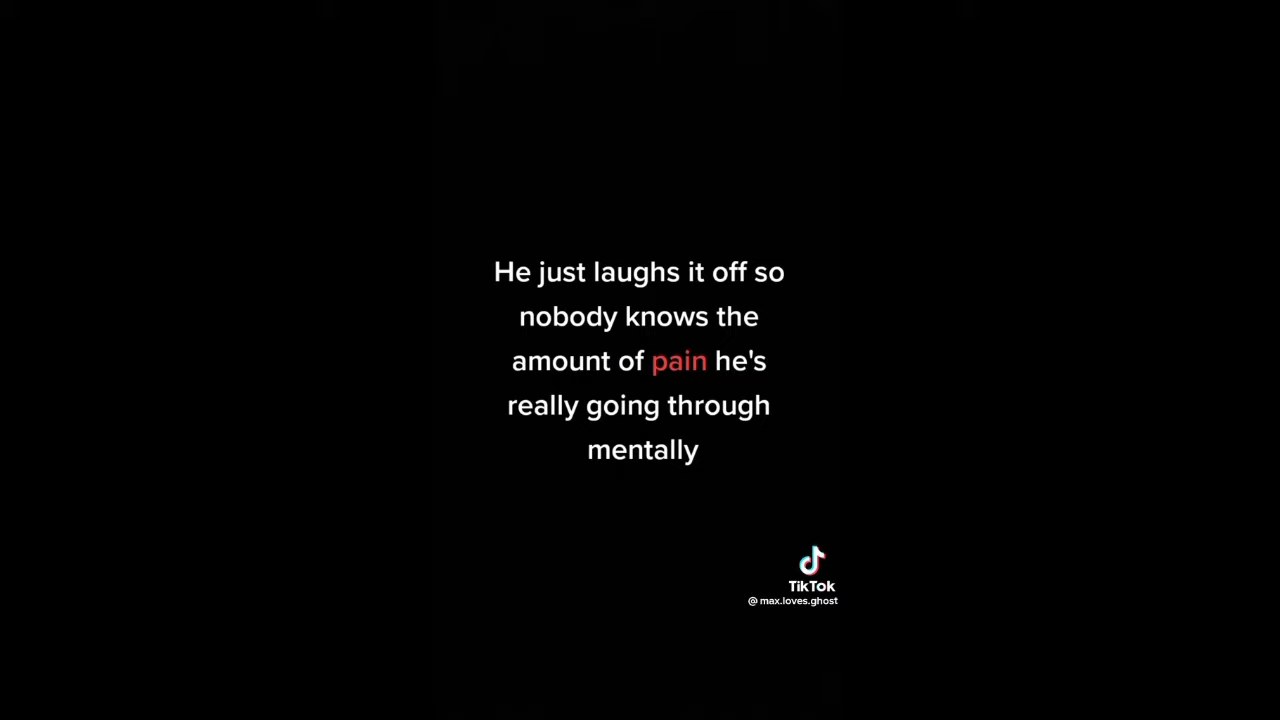 He just laughs it off so
nobody knows the
amount of pain he's
really going through
mentally
TikTok
@max.loves.ghost